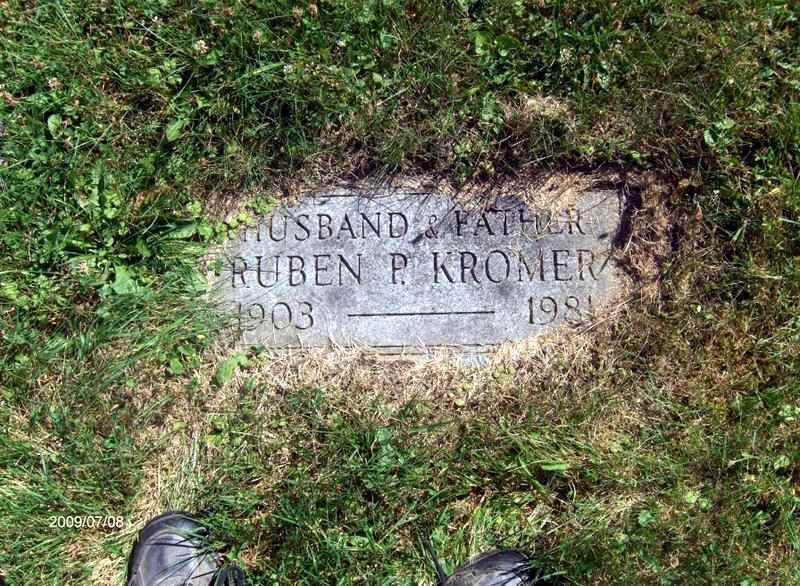 HUSBAND & FATHER
RUBEN P. KROMER
1903 — 1981
2009/07/08